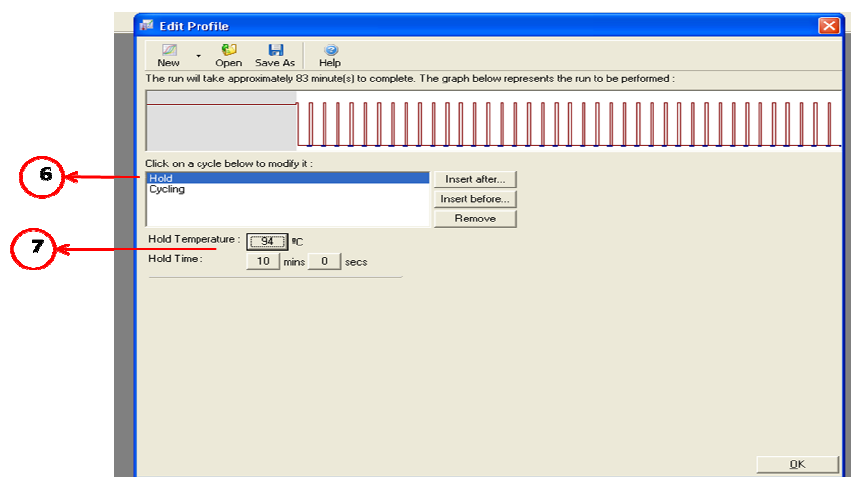 Edit Profile
New Open Save As Help
The run will take approximately 83 minute(s) to complete. The graph below represents the run to be performed :
Click on a cycle below to modify it :
6
Hold
Cycling
Insert after...
Insert before...
Remove
7
Hold Temperature : 94 ºC
Hold Time : 10 mins 0 secs
OK